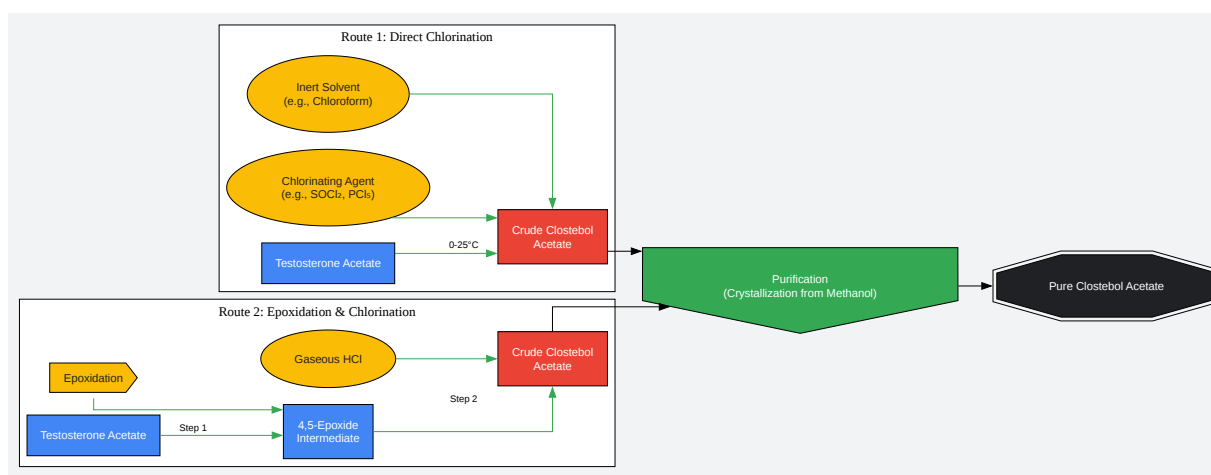 Route 1: Direct Chlorination
Inert Solvent
(e.g., Chloroform)
Chlorinating Agent
(e.g., SOCl₂, PCl₅)
Testosterone Acetate
0-25°C
Crude Clostebol
Acetate
Purification
(Crystallization from Methanol)
Pure Clostebol Acetate
Route 2: Epoxidation & Chlorination
Gaseous HCl
Crude Clostebol
Acetate
Epoxidation
Step 2
Testosterone Acetate
Step 1
4,5-Epoxide
Intermediate